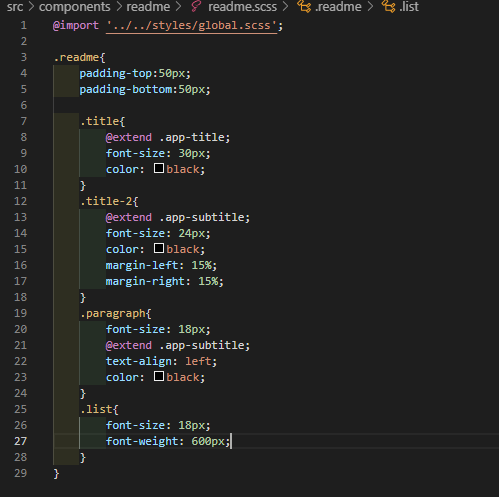 src > components > readme > readme.scss > .readme > .list
1 @import '../../styles/global.scss';
2
3 .readme{
4 padding-top:50px;
5 padding-bottom:50px;
6
7 .title{
8 @extend .app-title;
9 font-size: 30px;
10 color: black;
11 }
12 .title-2{
13 @extend .app-subtitle;
14 font-size: 24px;
15 color: black;
16 margin-left: 15%;
17 margin-right: 15%;
18 }
19 .paragraph{
20 font-size: 18px;
21 @extend .app-subtitle;
22 text-align: left;
23 color: black;
24 }
25 .list{
26 font-size: 18px;
27 font-weight: 600px;
28 }
29 }